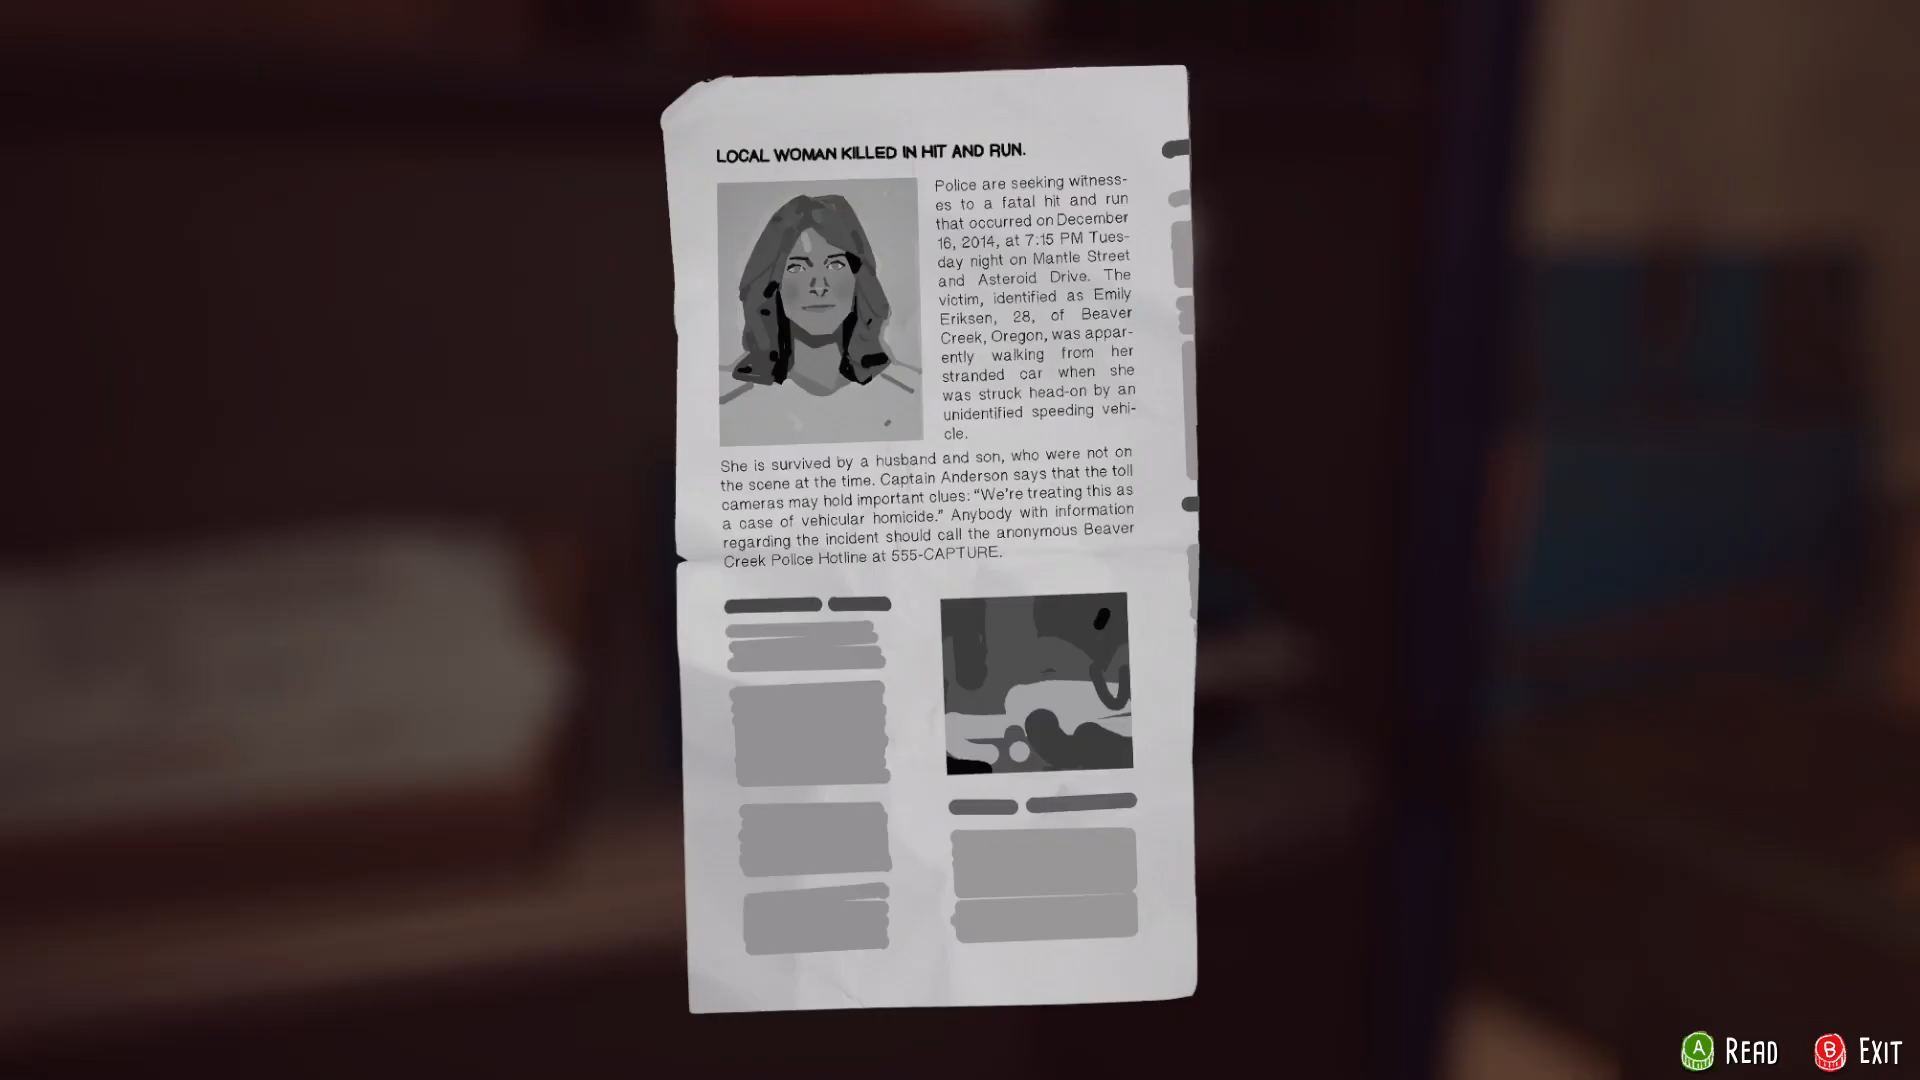 LOCAL WOMAN KILLED IN HIT AND RUN.
Police are seeking witness-
es to a fatal hit and run
that occurred on December
16, 2014, at 7:15 PM Tues-
day night on Mantle Street
and Asteroid Drive. The
victim, identified as Emily
Eriksen, 28, of Beaver
Creek, Oregon, was appar-
ently walking from her
stranded car when she
was struck head-on by an
unidentified speeding vehi-
cle.
She is survived by a husband and son, who were not on
the scene at the time. Captain Anderson says that the toll
cameras may hold important clues: “We're treating this as
a case of vehicular homicide.” Anybody with information
regarding the incident should call the anonymous Beaver
Creek Police Hotline at 555-CAPTURE.
A READ B EXIT